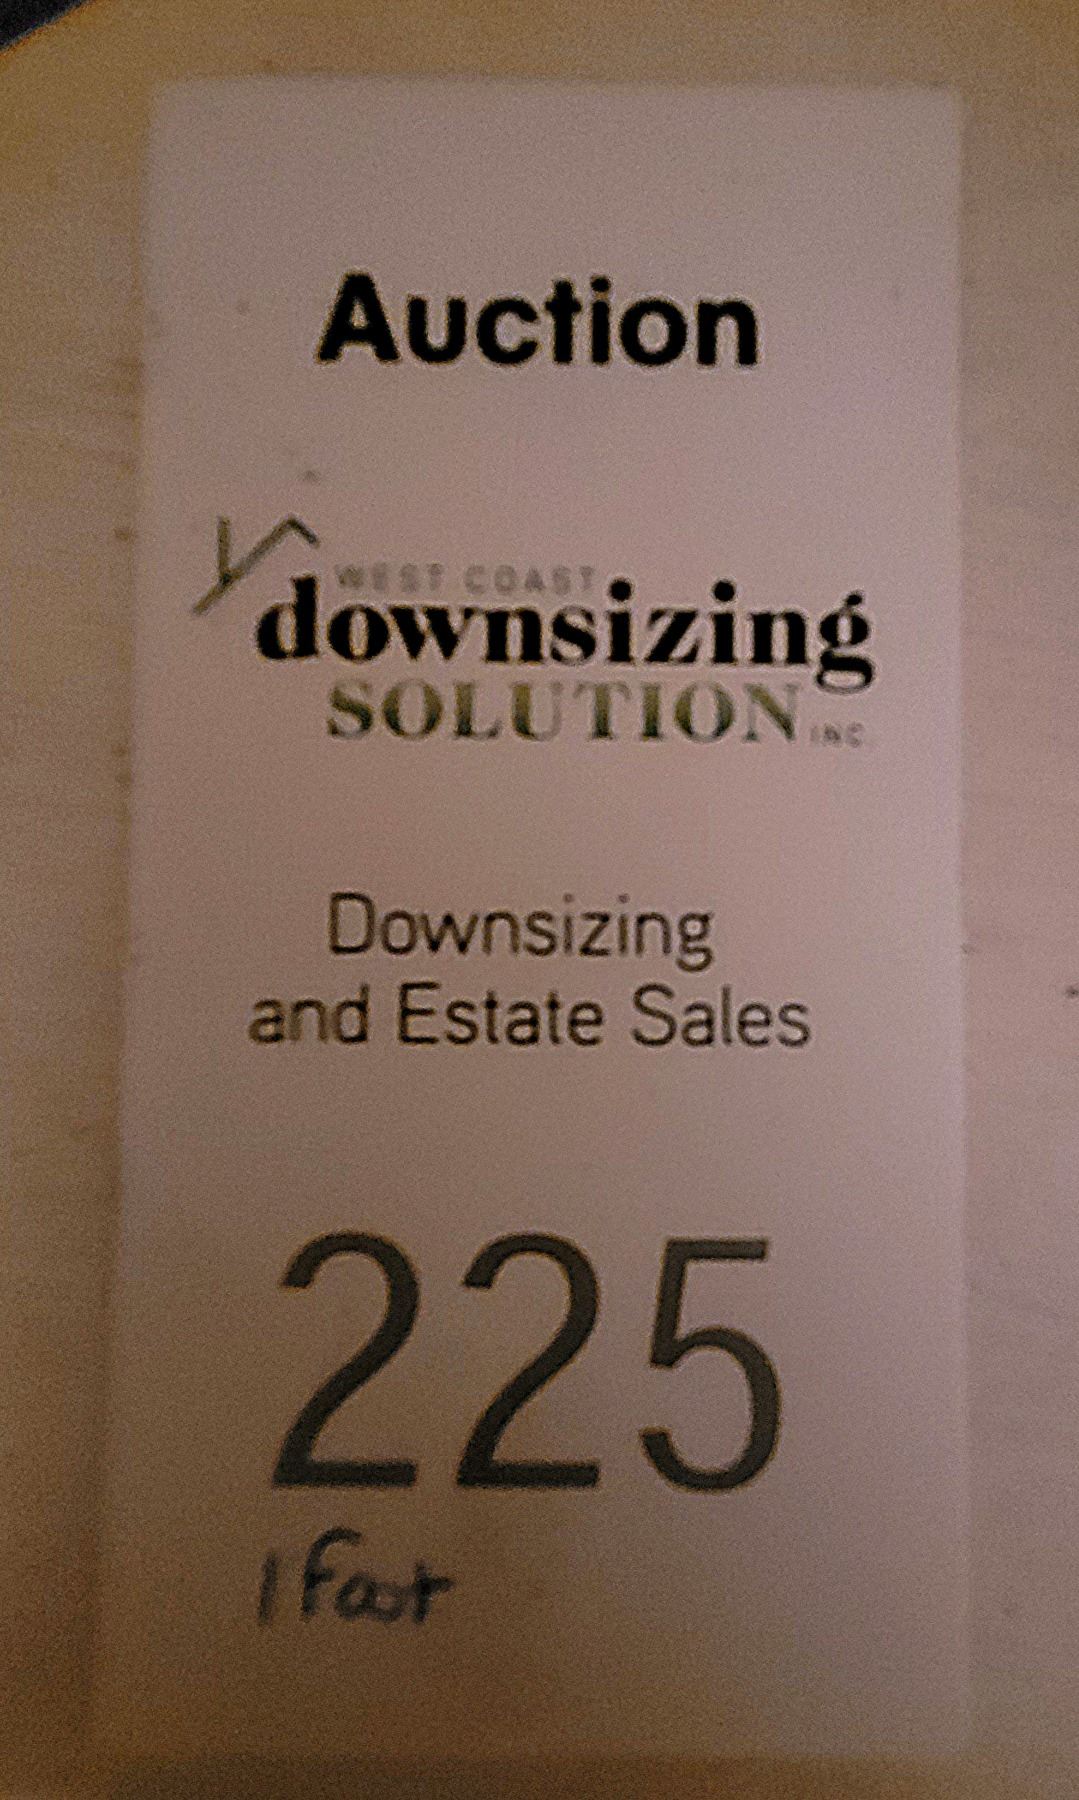 Auction
WEST COAST
downsizing
SOLUTION INC.
Downsizing
and Estate Sales
225
1 Foot